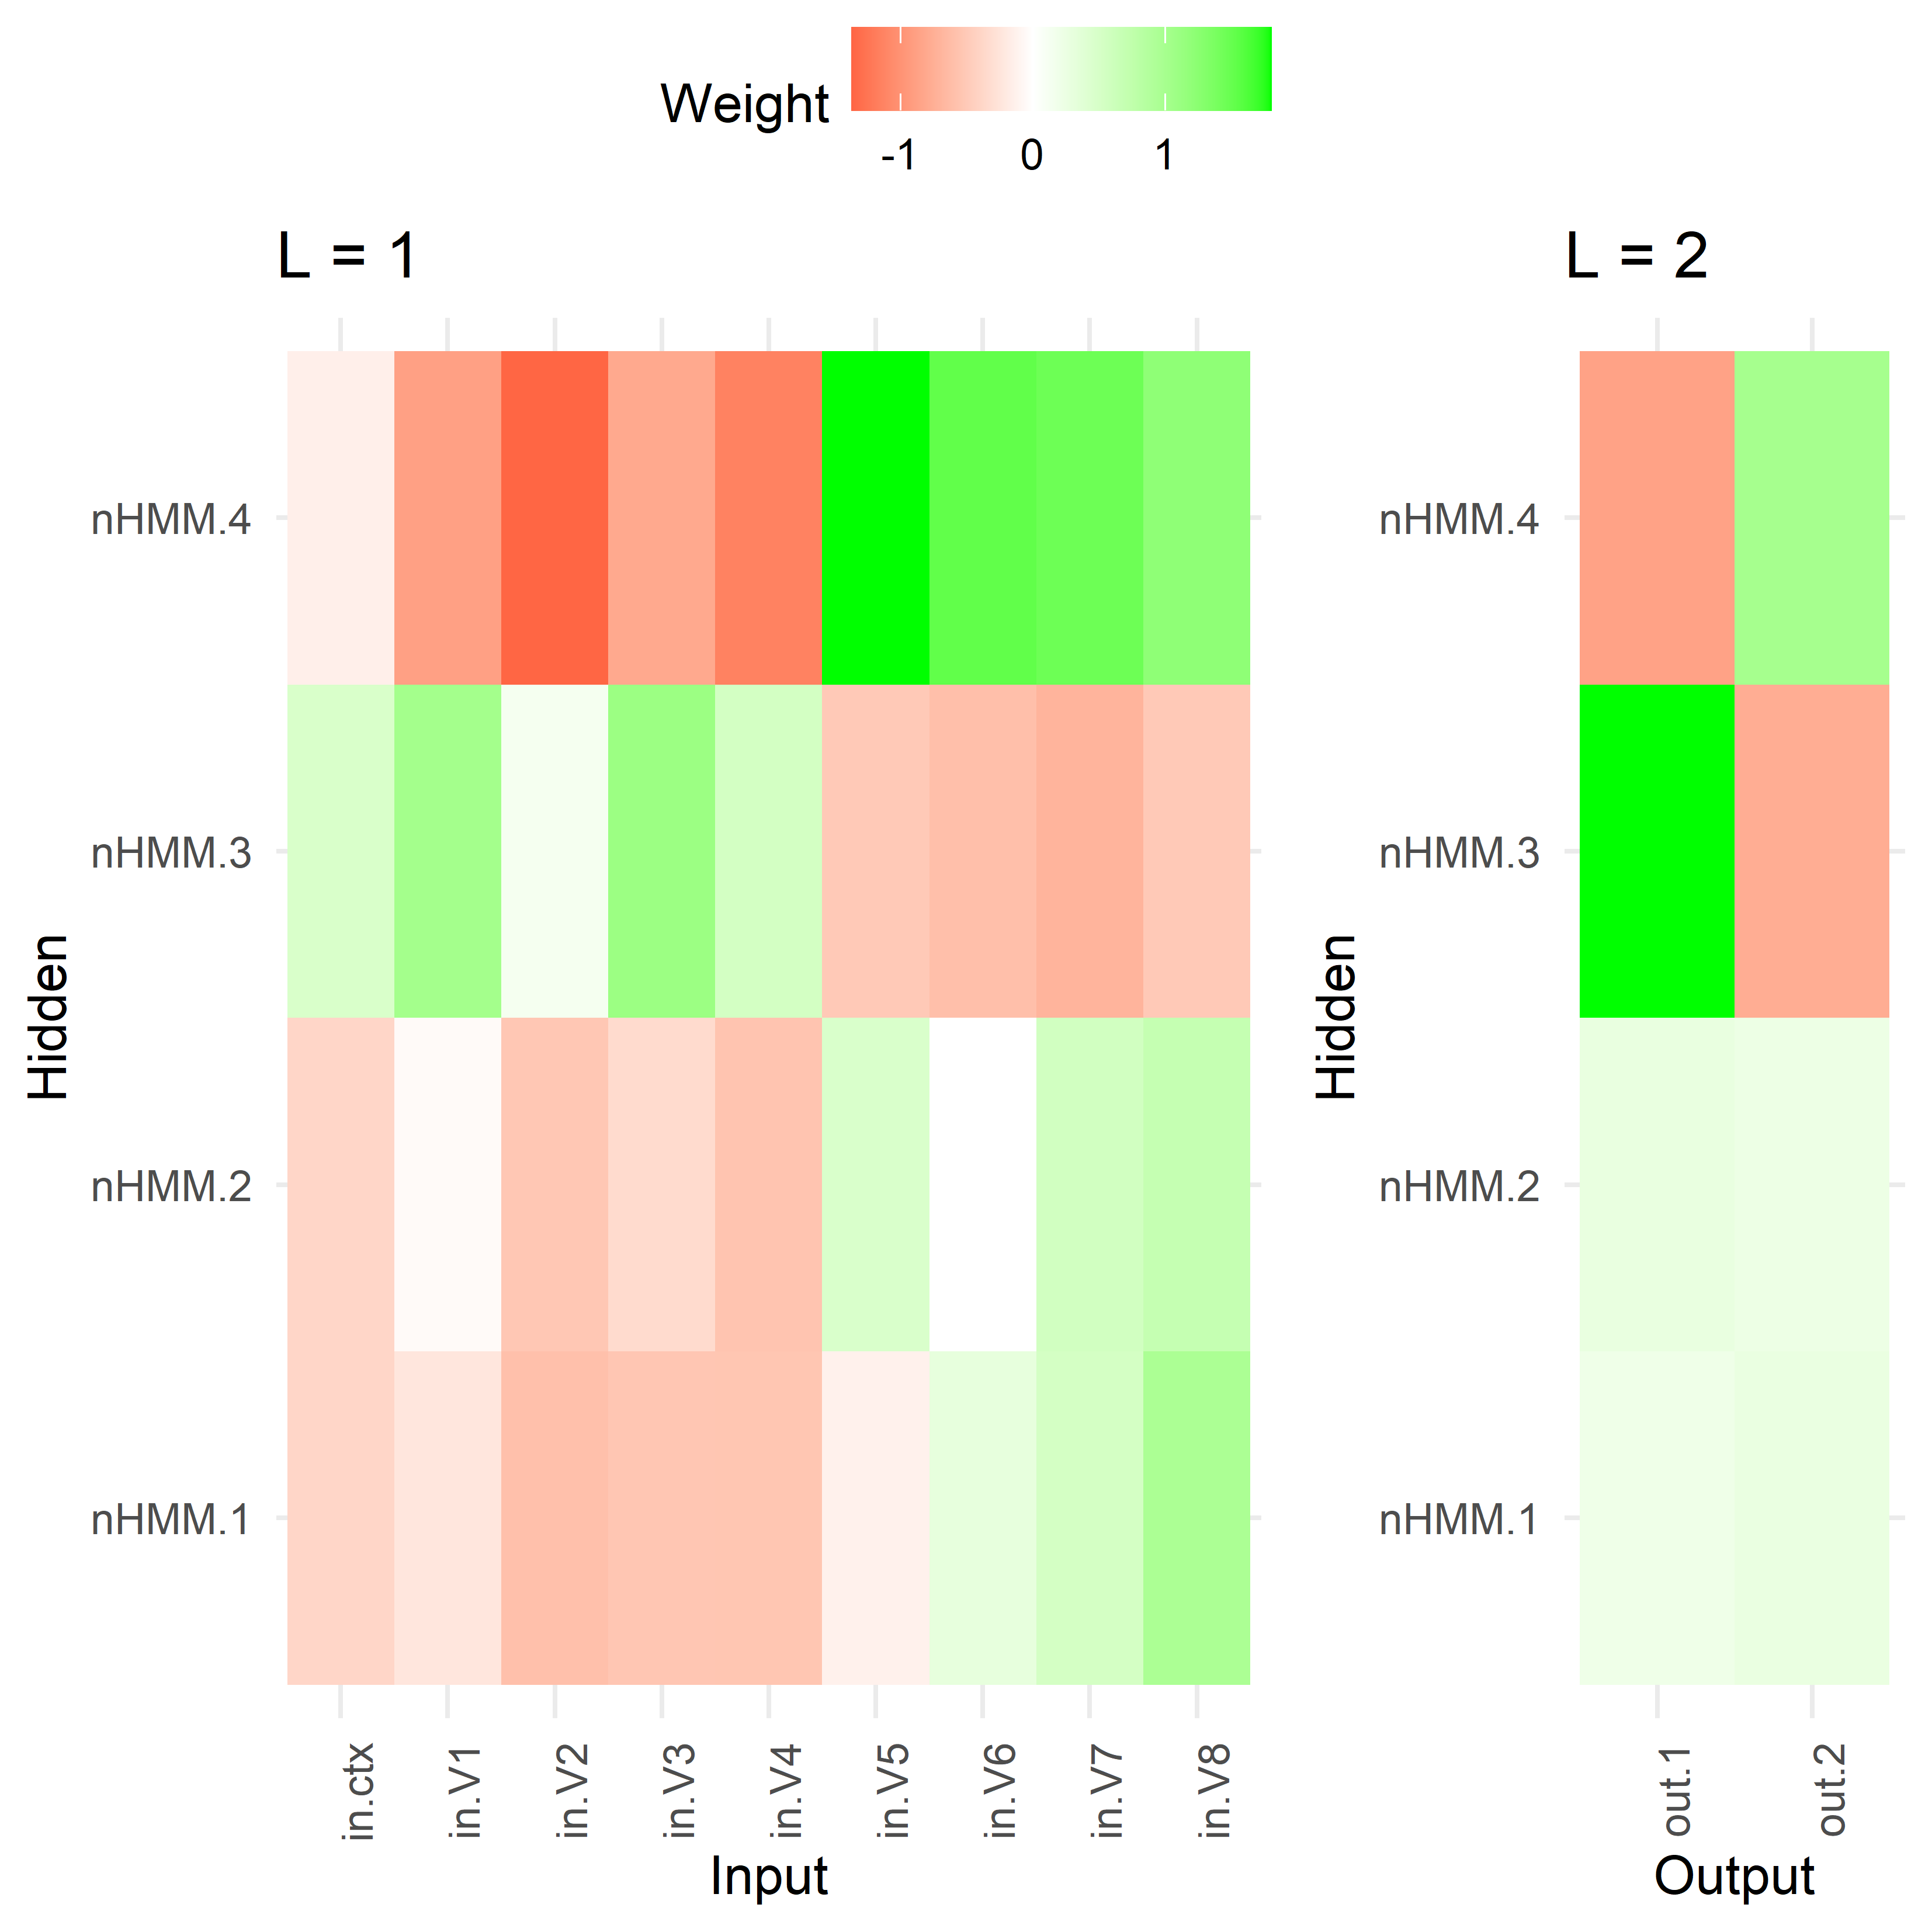 Weight
-1 0 1
L = 1
L = 2
nHMM.4
nHMM.3
nHMM.2
nHMM.1
Hidden
in.ctx
in.V1
in.V2
in.V3
in.V4
in.V5
in.V6
in.V7
in.V8
Input
nHMM.4
nHMM.3
nHMM.2
nHMM.1
Hidden
out.1
out.2
Output